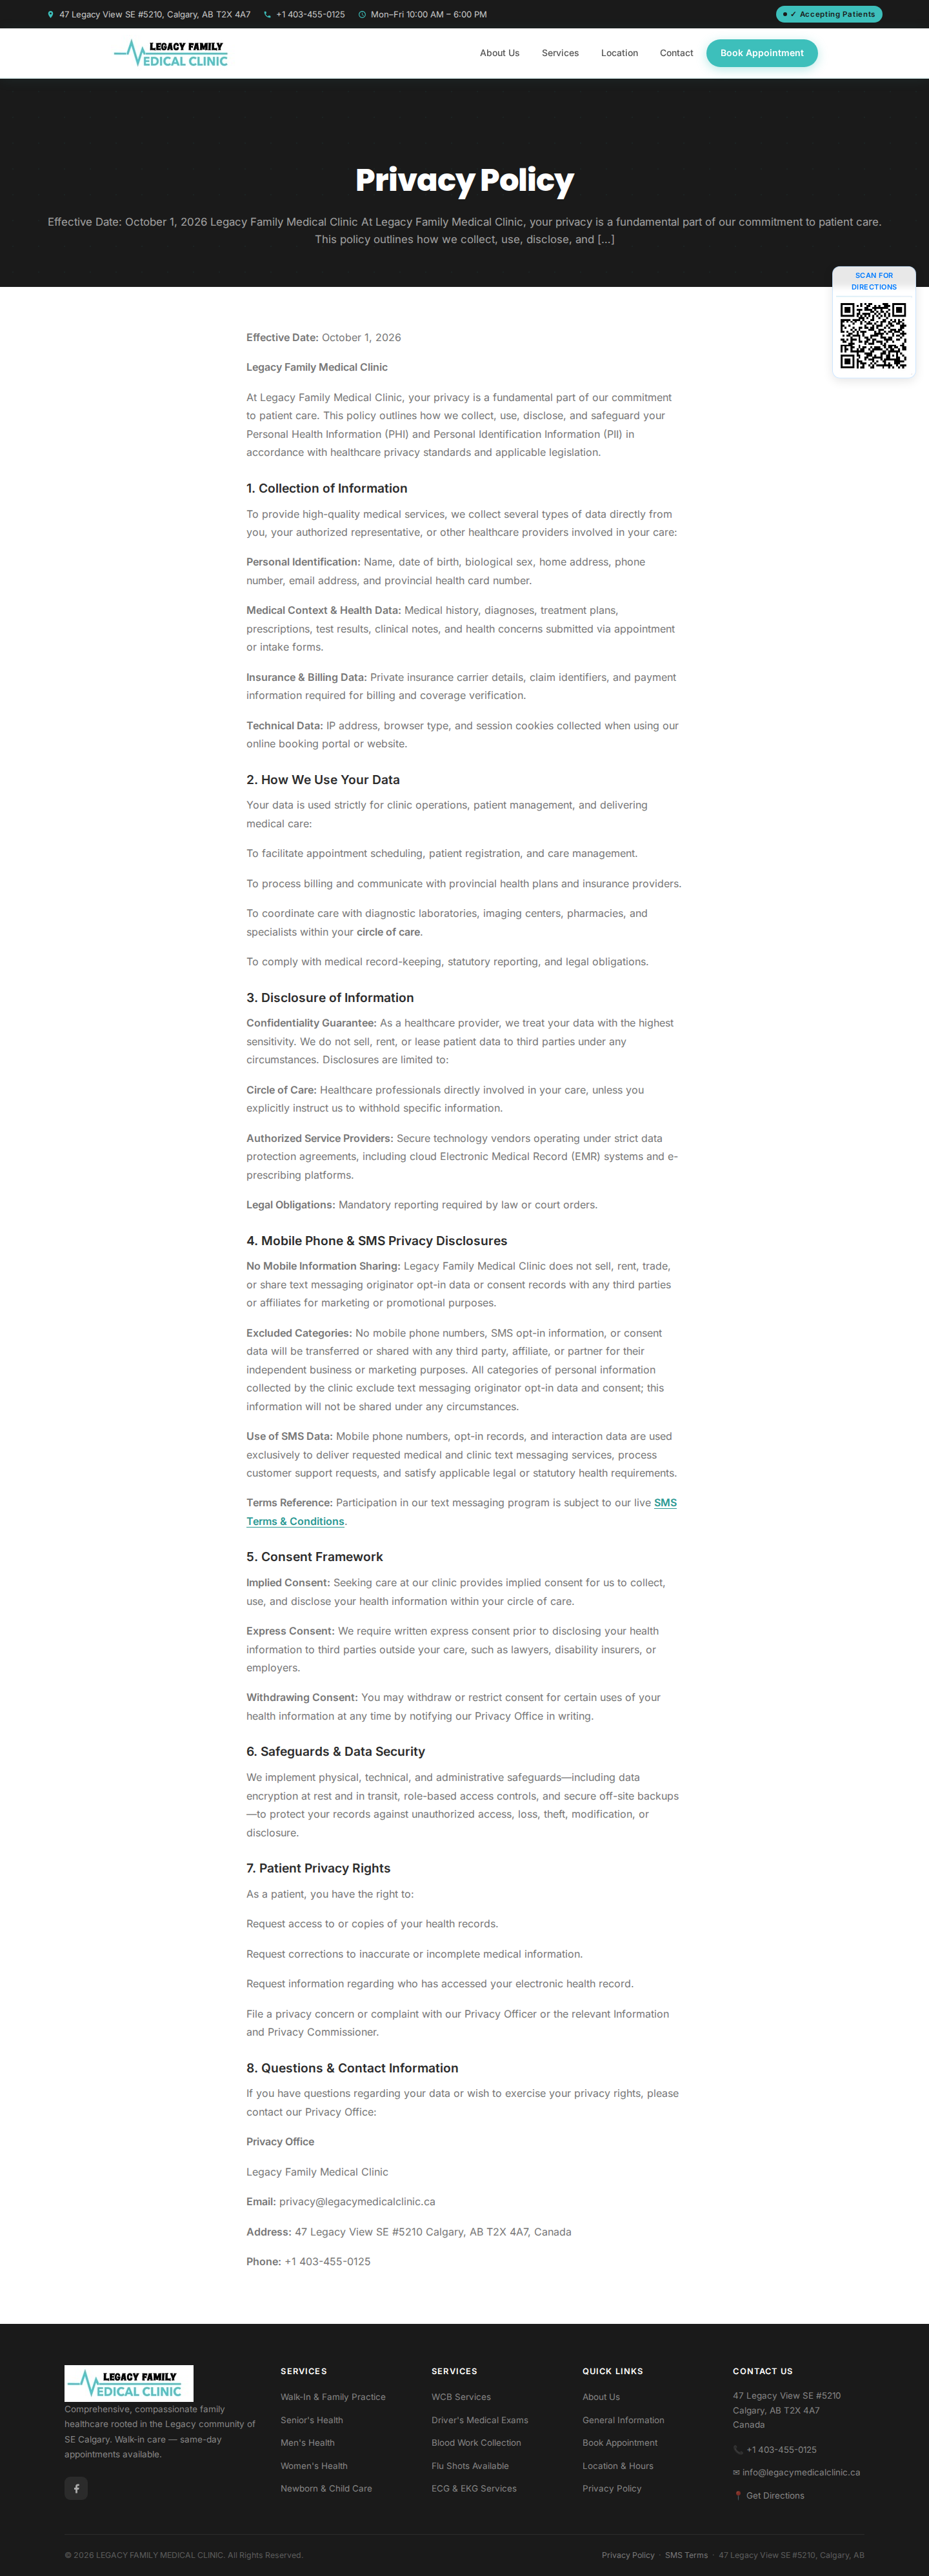 47 Legacy View SE #5210, Calgary, AB T2X 4A7
+1 403-455-0125
Mon–Fri 10:00 AM – 6:00 PM
✓ Accepting Patients
LEGACY FAMILY
EDICAL CLINIC
About Us
Services
Location
Contact
Book Appointment
Privacy Policy
Effective Date: October 1, 2026 Legacy Family Medical Clinic At Legacy Family Medical Clinic, your privacy is a fundamental part of our commitment to patient care.
This policy outlines how we collect, use, disclose, and […]
SCAN FOR
DIRECTIONS
Effective Date: October 1, 2026
Legacy Family Medical Clinic
At Legacy Family Medical Clinic, your privacy is a fundamental part of our commitment
to patient care. This policy outlines how we collect, use, disclose, and safeguard your
Personal Health Information (PHI) and Personal Identification Information (PII) in
accordance with healthcare privacy standards and applicable legislation.
1. Collection of Information
To provide high-quality medical services, we collect several types of data directly from
you, your authorized representative, or other healthcare providers involved in your care:
Personal Identification: Name, date of birth, biological sex, home address, phone
number, email address, and provincial health card number.
Medical Context & Health Data: Medical history, diagnoses, treatment plans,
prescriptions, test results, clinical notes, and health concerns submitted via appointment
or intake forms.
Insurance & Billing Data: Private insurance carrier details, claim identifiers, and payment
information required for billing and coverage verification.
Technical Data: IP address, browser type, and session cookies collected when using our
online booking portal or website.
2. How We Use Your Data
Your data is used strictly for clinic operations, patient management, and delivering
medical care:
To facilitate appointment scheduling, patient registration, and care management.
To process billing and communicate with provincial health plans and insurance providers.
To coordinate care with diagnostic laboratories, imaging centers, pharmacies, and
specialists within your circle of care.
To comply with medical record-keeping, statutory reporting, and legal obligations.
3. Disclosure of Information
Confidentiality Guarantee: As a healthcare provider, we treat your data with the highest
sensitivity. We do not sell, rent, or lease patient data to third parties under any
circumstances. Disclosures are limited to:
Circle of Care: Healthcare professionals directly involved in your care, unless you
explicitly instruct us to withhold specific information.
Authorized Service Providers: Secure technology vendors operating under strict data
protection agreements, including cloud Electronic Medical Record (EMR) systems and e-
prescribing platforms.
Legal Obligations: Mandatory reporting required by law or court orders.
4. Mobile Phone & SMS Privacy Disclosures
No Mobile Information Sharing: Legacy Family Medical Clinic does not sell, rent, trade,
or share text messaging originator opt-in data or consent records with any third parties
or affiliates for marketing or promotional purposes.
Excluded Categories: No mobile phone numbers, SMS opt-in information, or consent
data will be transferred or shared with any third party, affiliate, or partner for their
independent business or marketing purposes. All categories of personal information
collected by the clinic exclude text messaging originator opt-in data and consent; this
information will not be shared under any circumstances.
Use of SMS Data: Mobile phone numbers, opt-in records, and interaction data are used
exclusively to deliver requested medical and clinic text messaging services, process
customer support requests, and satisfy applicable legal or statutory health requirements.
Terms Reference: Participation in our text messaging program is subject to our live SMS
Terms & Conditions.
5. Consent Framework
Implied Consent: Seeking care at our clinic provides implied consent for us to collect,
use, and disclose your health information within your circle of care.
Express Consent: We require written express consent prior to disclosing your health
information to third parties outside your care, such as lawyers, disability insurers, or
employers.
Withdrawing Consent: You may withdraw or restrict consent for certain uses of your
health information at any time by notifying our Privacy Office in writing.
6. Safeguards & Data Security
We implement physical, technical, and administrative safeguards—including data
encryption at rest and in transit, role-based access controls, and secure off-site backups
—to protect your records against unauthorized access, loss, theft, modification, or
disclosure.
7. Patient Privacy Rights
As a patient, you have the right to:
Request access to or copies of your health records.
Request corrections to inaccurate or incomplete medical information.
Request information regarding who has accessed your electronic health record.
File a privacy concern or complaint with our Privacy Officer or the relevant Information
and Privacy Commissioner.
8. Questions & Contact Information
If you have questions regarding your data or wish to exercise your privacy rights, please
contact our Privacy Office:
Privacy Office
Legacy Family Medical Clinic
Email: privacy@legacymedicalclinic.ca
Address: 47 Legacy View SE #5210 Calgary, AB T2X 4A7, Canada
Phone: +1 403-455-0125
LEGACY FAMILY
EDICAL CLINIC
Comprehensive, compassionate family
healthcare rooted in the Legacy community of
SE Calgary. Walk-in care — same-day
appointments available.
SERVICES
Walk-In & Family Practice
Senior's Health
Men's Health
Women's Health
Newborn & Child Care
SERVICES
WCB Services
Driver's Medical Exams
Blood Work Collection
Flu Shots Available
ECG & EKG Services
QUICK LINKS
About Us
General Information
Book Appointment
Location & Hours
Privacy Policy
CONTACT US
47 Legacy View SE #5210
Calgary, AB T2X 4A7
Canada
📞 +1 403-455-0125
✉ info@legacymedicalclinic.ca
📍 Get Directions
© 2026 LEGACY FAMILY MEDICAL CLINIC. All Rights Reserved.
Privacy Policy · SMS Terms · 47 Legacy View SE #5210, Calgary, AB